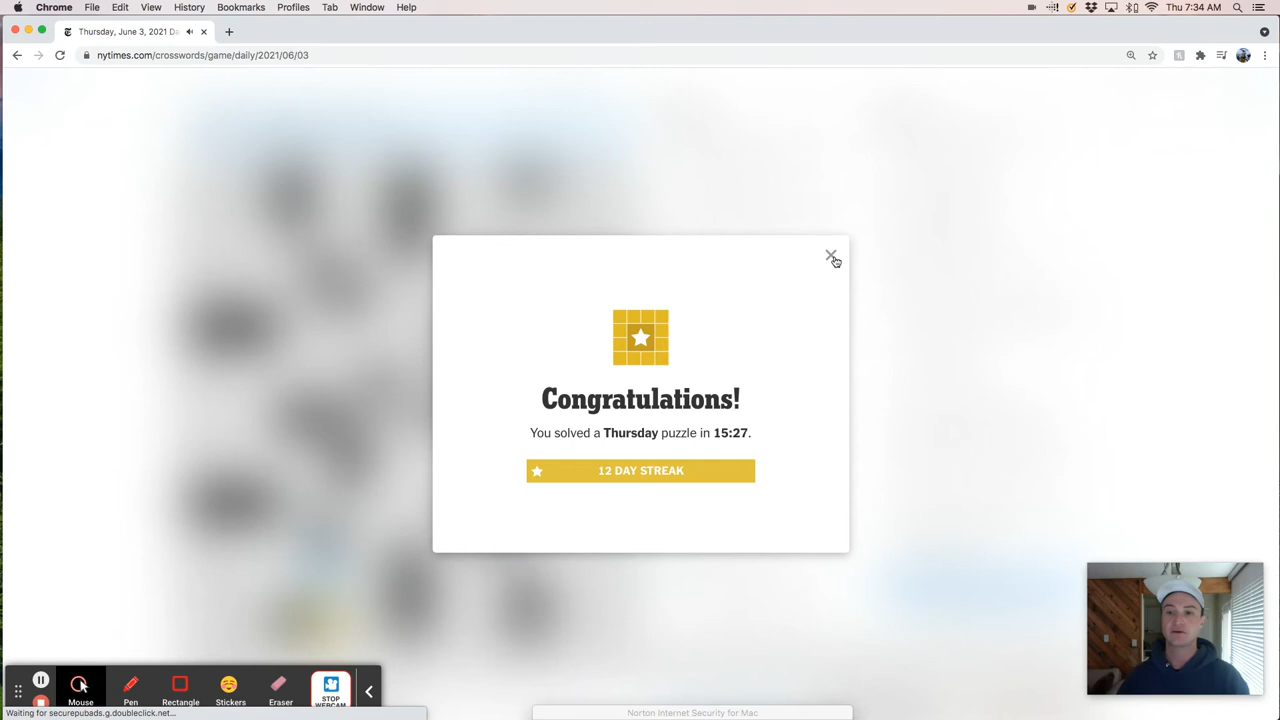 Chrome File Edit View History Bookmarks Profiles Tab Window Help Thu 7:34 AM
Thursday, June 3, 2021 Da
nytimes.com/crosswords/game/daily/2021/06/03
Congratulations!
You solved a Thursday puzzle in 15:27.
12 DAY STREAK
Mouse Pen Rectangle Stickers Eraser STOP WEBCAM
Waiting for securepubads.g.doubleclick.net...
Norton Internet Security for Mac